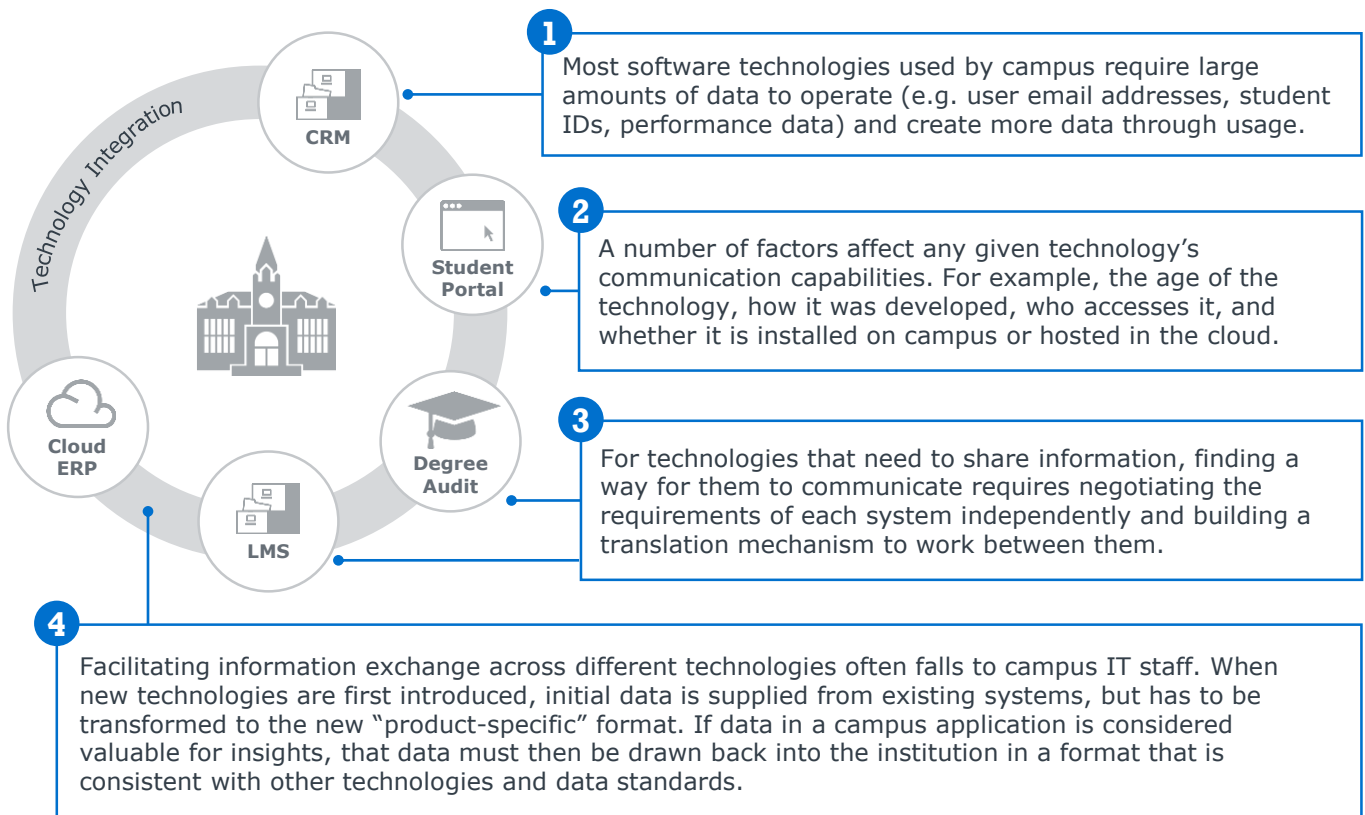 Technology Integration
CRM
Student
Portal
Degree
Audit
LMS
Cloud
ERP
1
Most software technologies used by campus require large
amounts of data to operate (e.g. user email addresses, student
IDs, performance data) and create more data through usage.
2
A number of factors affect any given technology’s
communication capabilities. For example, the age of the
technology, how it was developed, who accesses it, and
whether it is installed on campus or hosted in the cloud.
3
For technologies that need to share information, finding a
way for them to communicate requires negotiating the
requirements of each system independently and building a
translation mechanism to work between them.
4
Facilitating information exchange across different technologies often falls to campus IT staff. When
new technologies are first introduced, initial data is supplied from existing systems, but has to be
transformed to the new “product-specific” format. If data in a campus application is considered
valuable for insights, that data must then be drawn back into the institution in a format that is
consistent with other technologies and data standards.